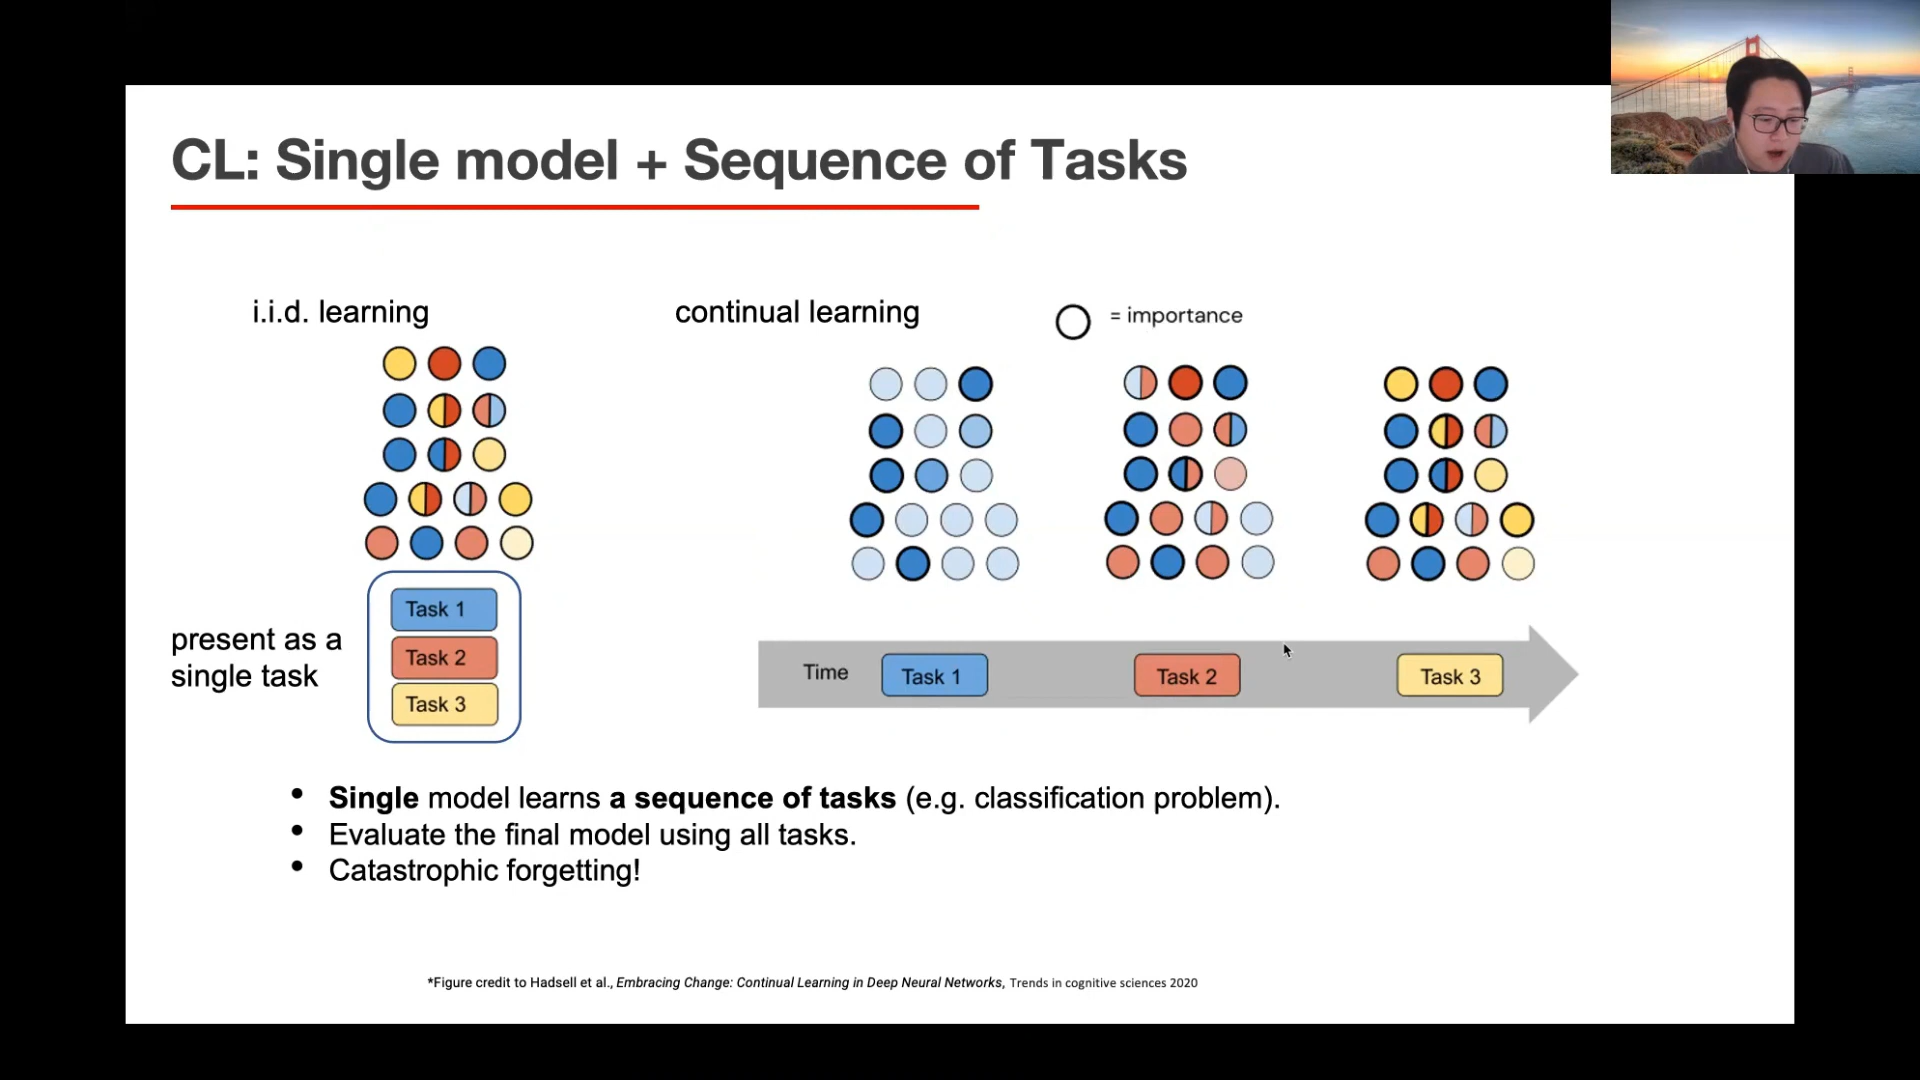 CL: Single model + Sequence of Tasks
i.i.d. learning
continual learning
= importance
present as a
single task
Task 1
Task 2
Task 3
Time
Task 1
Task 2
Task 3
• Single model learns a sequence of tasks (e.g. classification problem).
• Evaluate the final model using all tasks.
• Catastrophic forgetting!
*Figure credit to Hadsell et al., Embracing Change: Continual Learning in Deep Neural Networks, Trends in cognitive sciences 2020